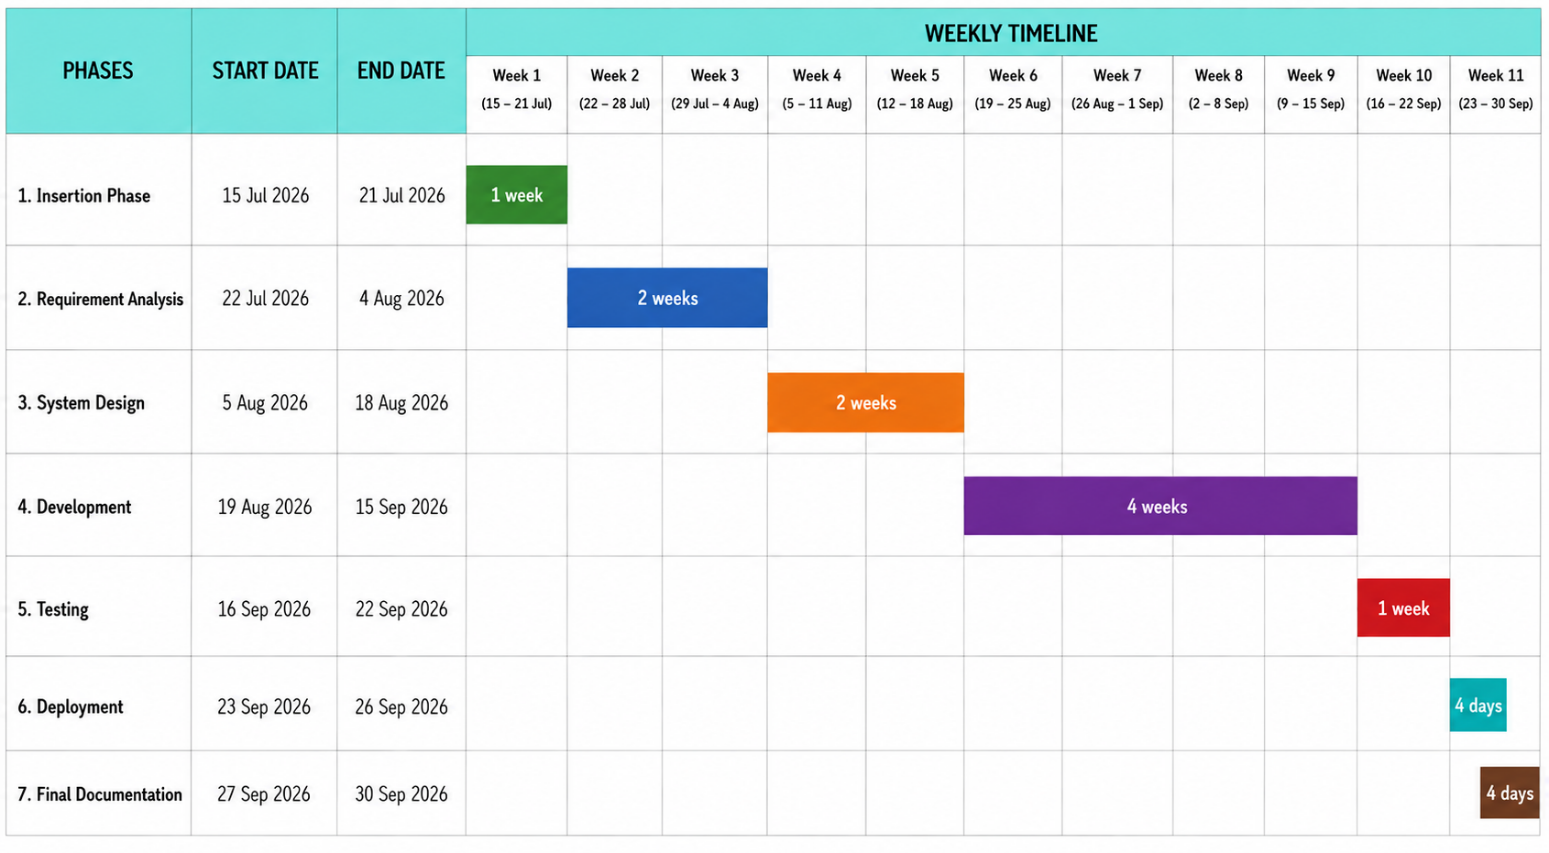 PHASES START DATE END DATE WEEKLY TIMELINE
Week 1 Week 2 Week 3 Week 4 Week 5 Week 6 Week 7 Week 8 Week 9 Week 10 Week 11
(15 – 21 Jul) (22 – 28 Jul) (29 Jul – 4 Aug) (5 – 11 Aug) (12 – 18 Aug) (19 – 25 Aug) (26 Aug – 1 Sep) (2 – 8 Sep) (9 – 15 Sep) (16 – 22 Sep) (23 – 30 Sep)
1. Insertion Phase 15 Jul 2026 21 Jul 2026 1 week
2. Requirement Analysis 22 Jul 2026 4 Aug 2026 2 weeks
3. System Design 5 Aug 2026 18 Aug 2026 2 weeks
4. Development 19 Aug 2026 15 Sep 2026 4 weeks
5. Testing 16 Sep 2026 22 Sep 2026 1 week
6. Deployment 23 Sep 2026 26 Sep 2026 4 days
7. Final Documentation 27 Sep 2026 30 Sep 2026 4 days